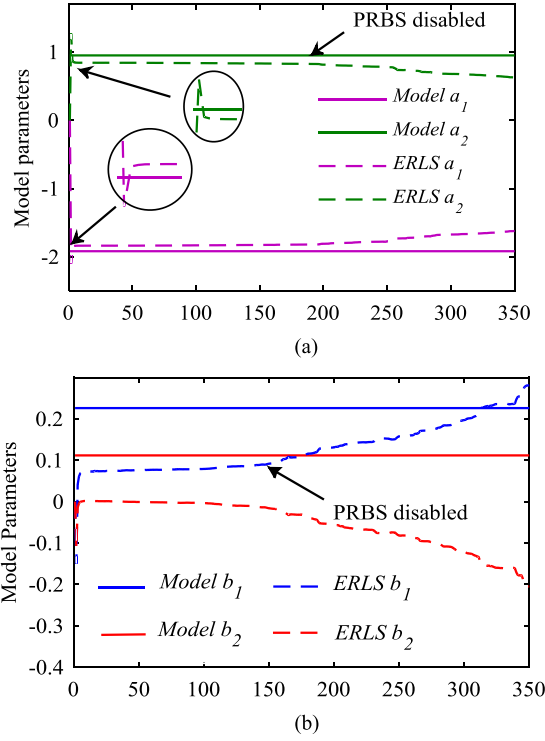 PRBS disabled
Model parameters
1
0
-1
-2
Model a1
Model a2
ERLS a1
ERLS a2
0 50 100 150 200 250 300 350
(a)
Model Parameters
0.2
0.1
0
-0.1
-0.2
-0.3
-0.4
PRBS disabled
Model b1 ERLS b1
Model b2 ERLS b2
0 50 100 150 200 250 300 350
(b)